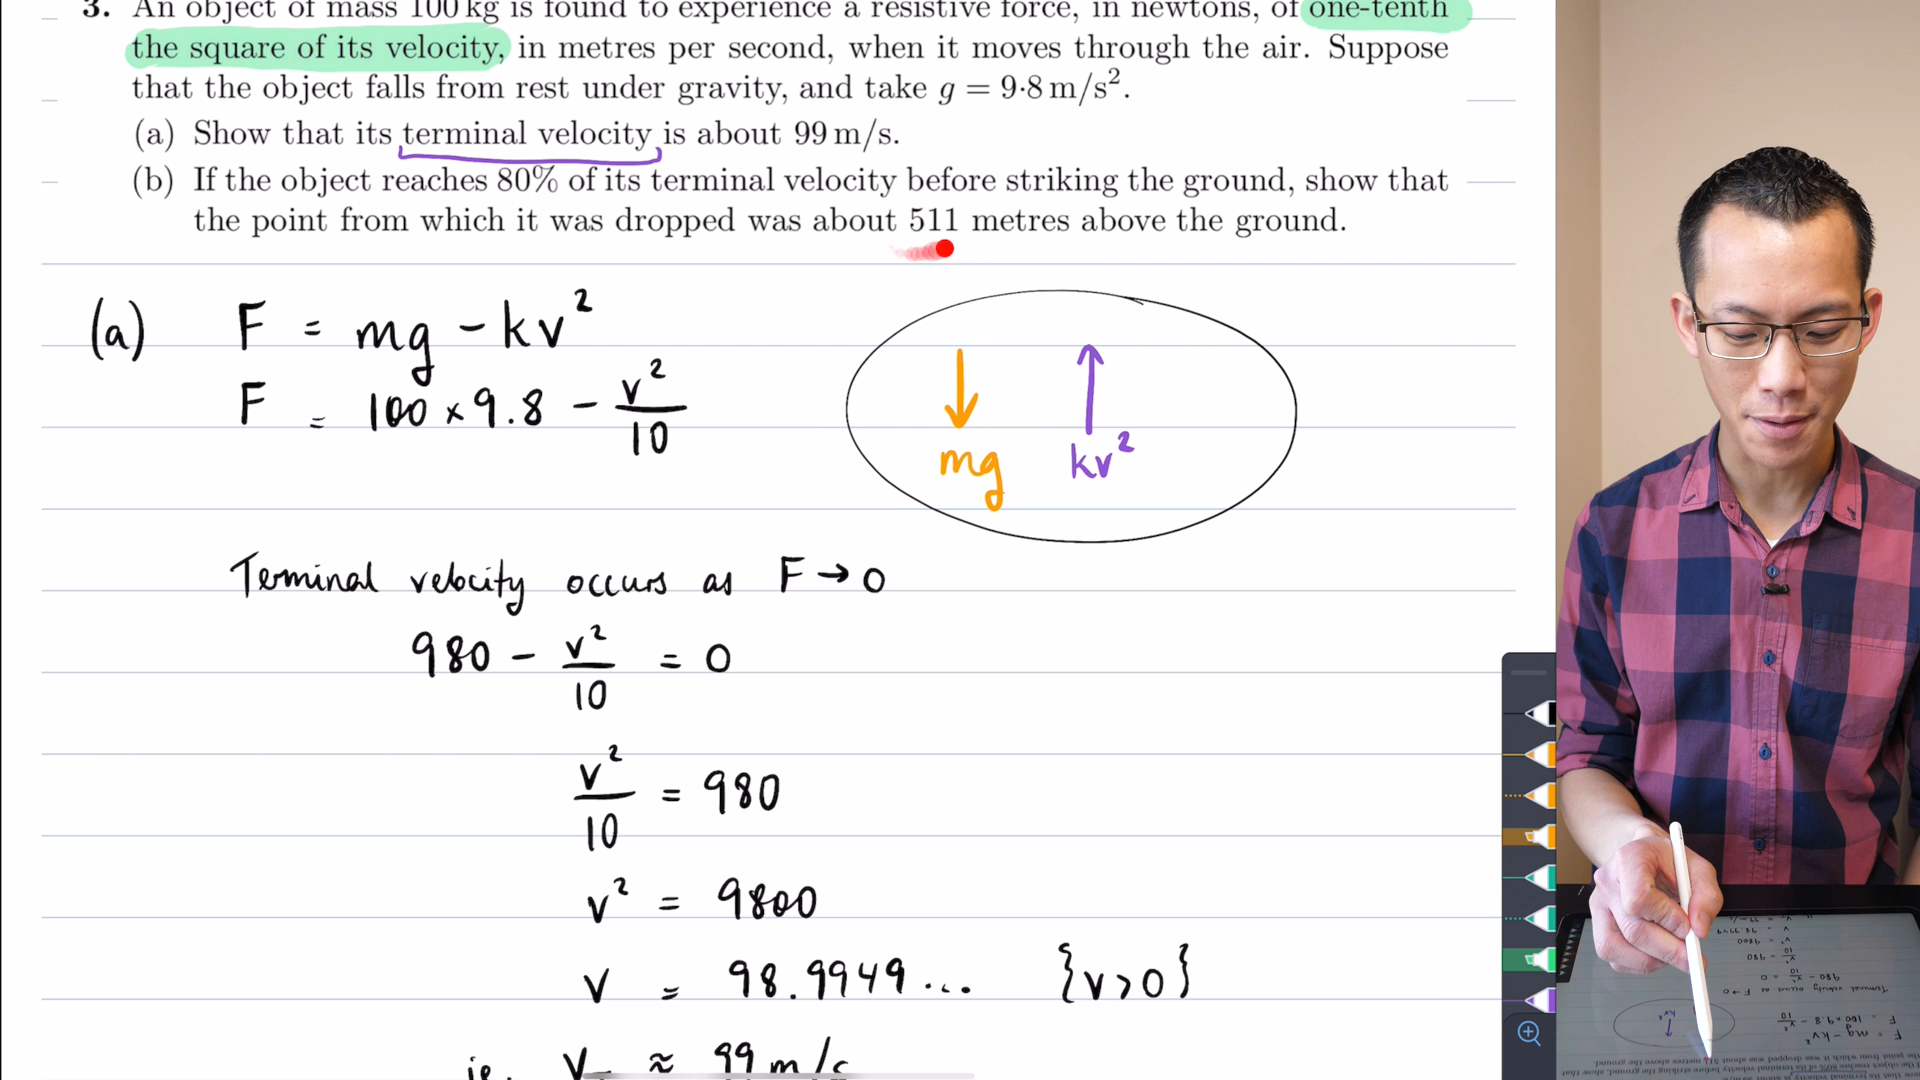 3. An object of mass 100 kg is found to experience a resistive force, in newtons, of one-tenth
the square of its velocity, in metres per second, when it moves through the air. Suppose
that the object falls from rest under gravity, and take g = 9·8 m/s².
(a) Show that its terminal velocity is about 99 m/s.
(b) If the object reaches 80% of its terminal velocity before striking the ground, show that
the point from which it was dropped was about 511 metres above the ground.
(a) F = mg - kv²
F = 100 × 9.8 - v²/10
mg kv²
Terminal velocity occurs as F → 0
980 - v²/10 = 0
v²/10 = 980
v² = 9800
v = 98.9949... {v>0}
ie. V ≈ 99 m/s